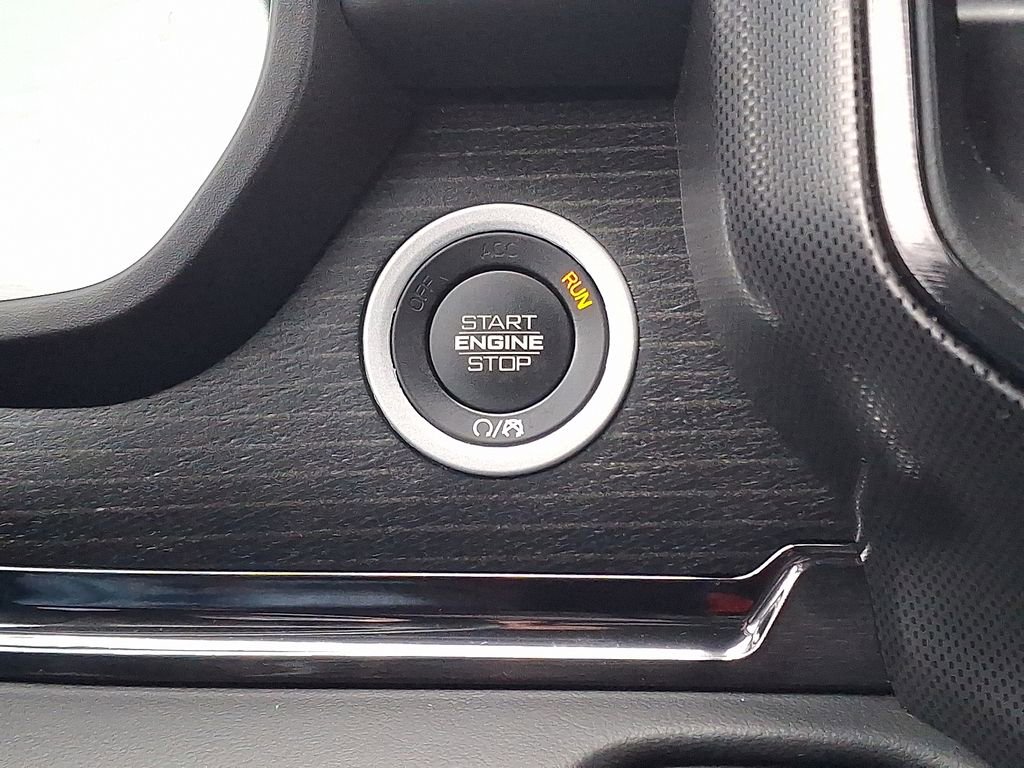 ACC
OFF
RUN
START
ENGINE
STOP